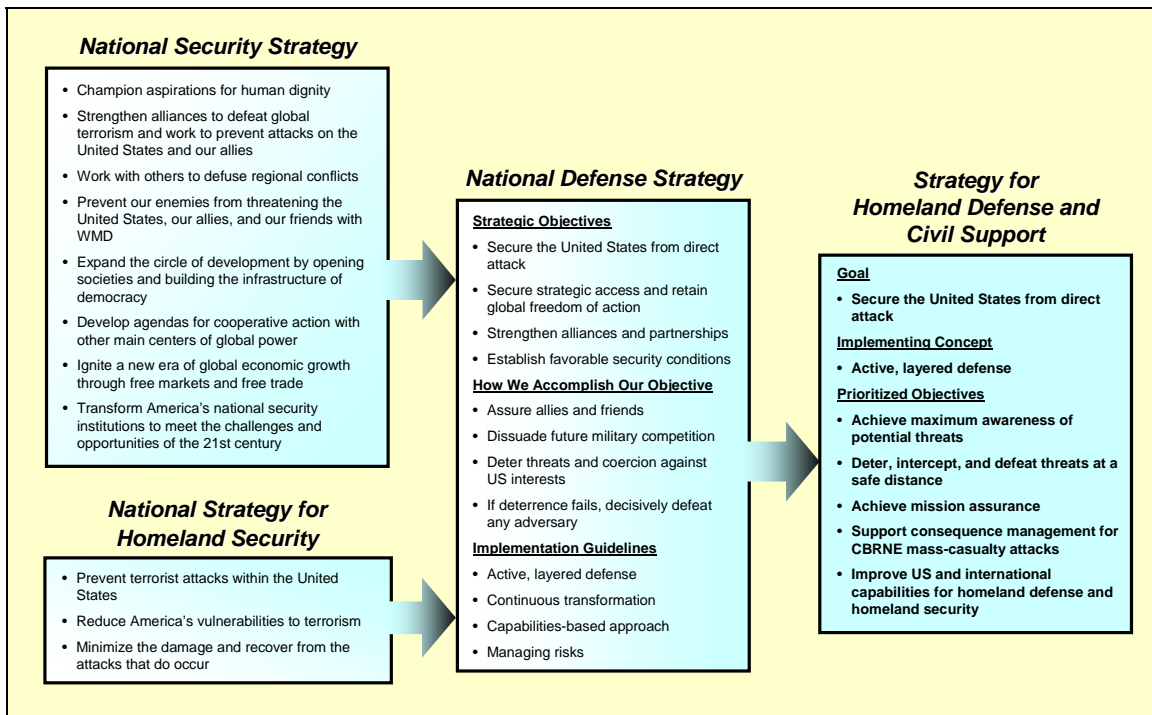 National Security Strategy
• Champion aspirations for human dignity
• Strengthen alliances to defeat global
terrorism and work to prevent attacks on the
United States and our allies
• Work with others to defuse regional conflicts
• Prevent our enemies from threatening the
United States, our allies, and our friends with
WMD
• Expand the circle of development by opening
societies and building the infrastructure of
democracy
• Develop agendas for cooperative action with
other main centers of global power
• Ignite a new era of global economic growth
through free markets and free trade
• Transform America's national security
institutions to meet the challenges and
opportunities of the 21st century
National Strategy for
Homeland Security
• Prevent terrorist attacks within the United
States
• Reduce America's vulnerabilities to terrorism
• Minimize the damage and recover from the
attacks that do occur
National Defense Strategy
Strategic Objectives
• Secure the United States from direct
attack
• Secure strategic access and retain
global freedom of action
• Strengthen alliances and partnerships
• Establish favorable security conditions
How We Accomplish Our Objective
• Assure allies and friends
• Dissuade future military competition
• Deter threats and coercion against
US interests
• If deterrence fails, decisively defeat
any adversary
Implementation Guidelines
• Active, layered defense
• Continuous transformation
• Capabilities-based approach
• Managing risks
Strategy for
Homeland Defense and
Civil Support
Goal
• Secure the United States from direct
attack
Implementing Concept
• Active, layered defense
Prioritized Objectives
• Achieve maximum awareness of
potential threats
• Deter, intercept, and defeat threats at a
safe distance
• Achieve mission assurance
• Support consequence management for
CBRNE mass-casualty attacks
• Improve US and international
capabilities for homeland defense and
homeland security